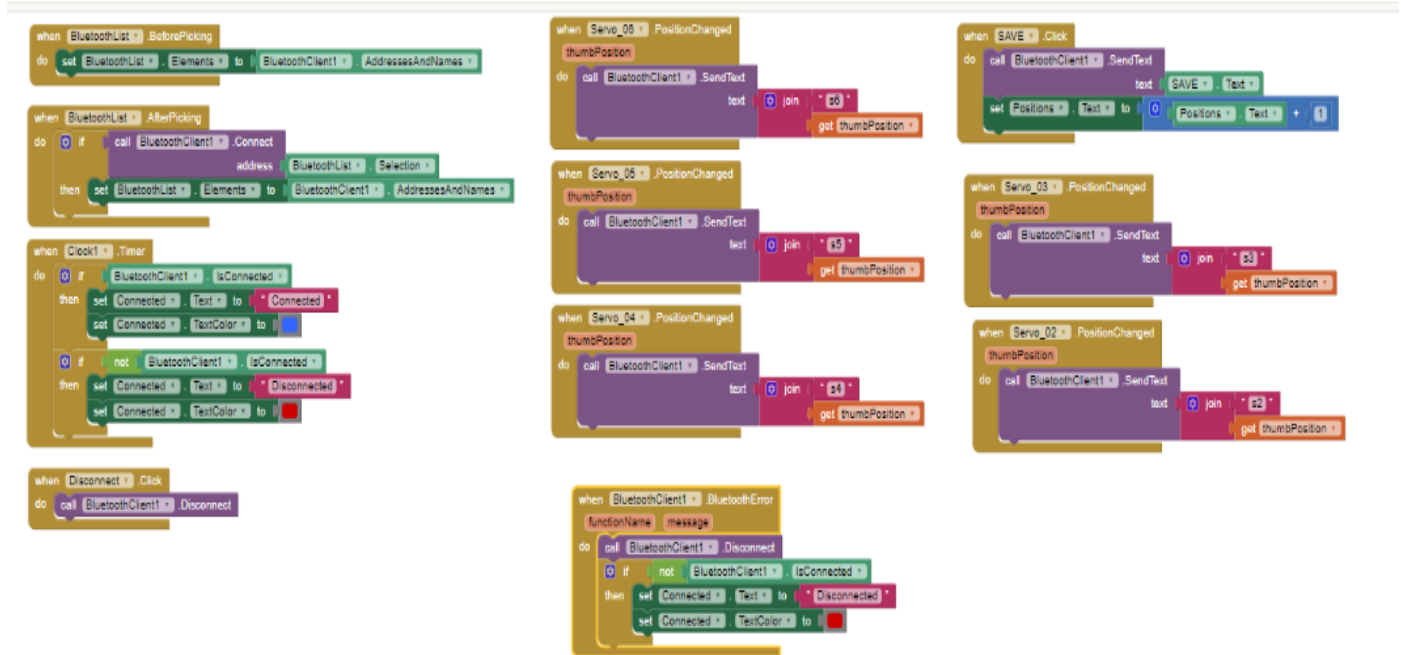 when BluetoothList .BeforePicking
do set BluetoothList . Elements to BluetoothClient1 . AddressesAndNames
when BluetoothList .AfterPicking
do if call BluetoothClient1 .Connect
address BluetoothList . Selection
then set BluetoothList . Elements to BluetoothClient1 . AddressesAndNames
when Clock1 .Timer
do if BluetoothClient1 . IsConnected
then set Connected . Text to " Connected "
set Connected . TextColor to
if not BluetoothClient1 . IsConnected
then set Connected . Text to " Disconnected "
set Connected . TextColor to
when Disconnect .Click
do call BluetoothClient1 .Disconnect
when Servo_06 .PositionChanged
thumbPosition
do call BluetoothClient1 .SendText
text join " s6 "
get thumbPosition
when Servo_05 .PositionChanged
thumbPosition
do call BluetoothClient1 .SendText
text join " s5 "
get thumbPosition
when Servo_04 .PositionChanged
thumbPosition
do call BluetoothClient1 .SendText
text join " s4 "
get thumbPosition
when BluetoothClient1 .BluetoothError
functionName message
do call BluetoothClient1 .Disconnect
if not BluetoothClient1 . IsConnected
then set Connected . Text to " Disconnected "
set Connected . TextColor to
when SAVE .Click
do call BluetoothClient1 .SendText
text SAVE . Text
set Positions . Text to Positions . Text + 1
when Servo_03 .PositionChanged
thumbPosition
do call BluetoothClient1 .SendText
text join " s3 "
get thumbPosition
when Servo_02 .PositionChanged
thumbPosition
do call BluetoothClient1 .SendText
text join " s2 "
get thumbPosition